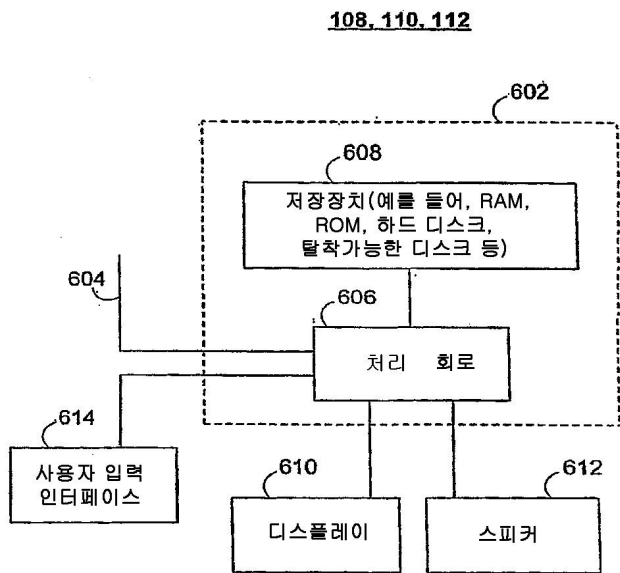 108, 110, 112
602
608
저장장치(예를 들어, RAM,
ROM, 하드 디스크,
탈착가능한 디스크 등)
604
606
처리 회로
614
사용자 입력
인터페이스
610
디스플레이
612
스피커